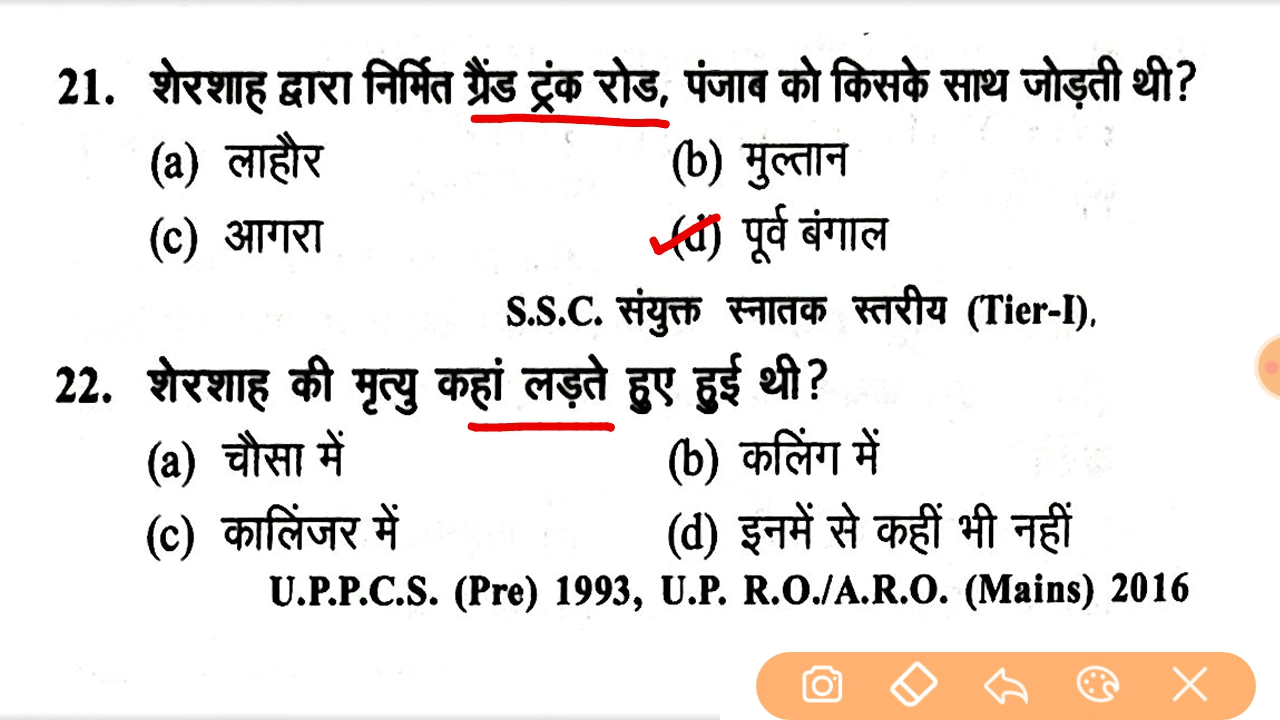 21. शेरशाह द्वारा निर्मित ग्रैंड ट्रंक रोड, पंजाब को किसके साथ जोड़ती थी?
(a) लाहौर (b) मुल्तान
(c) आगरा (d) पूर्व बंगाल
S.S.C. संयुक्त स्नातक स्तरीय (Tier-I),
22. शेरशाह की मृत्यु कहां लड़ते हुए हुई थी?
(a) चौसा में (b) कलिंग में
(c) कालिंजर में (d) इनमें से कहीं भी नहीं
U.P.P.C.S. (Pre) 1993, U.P. R.O./A.R.O. (Mains) 2016